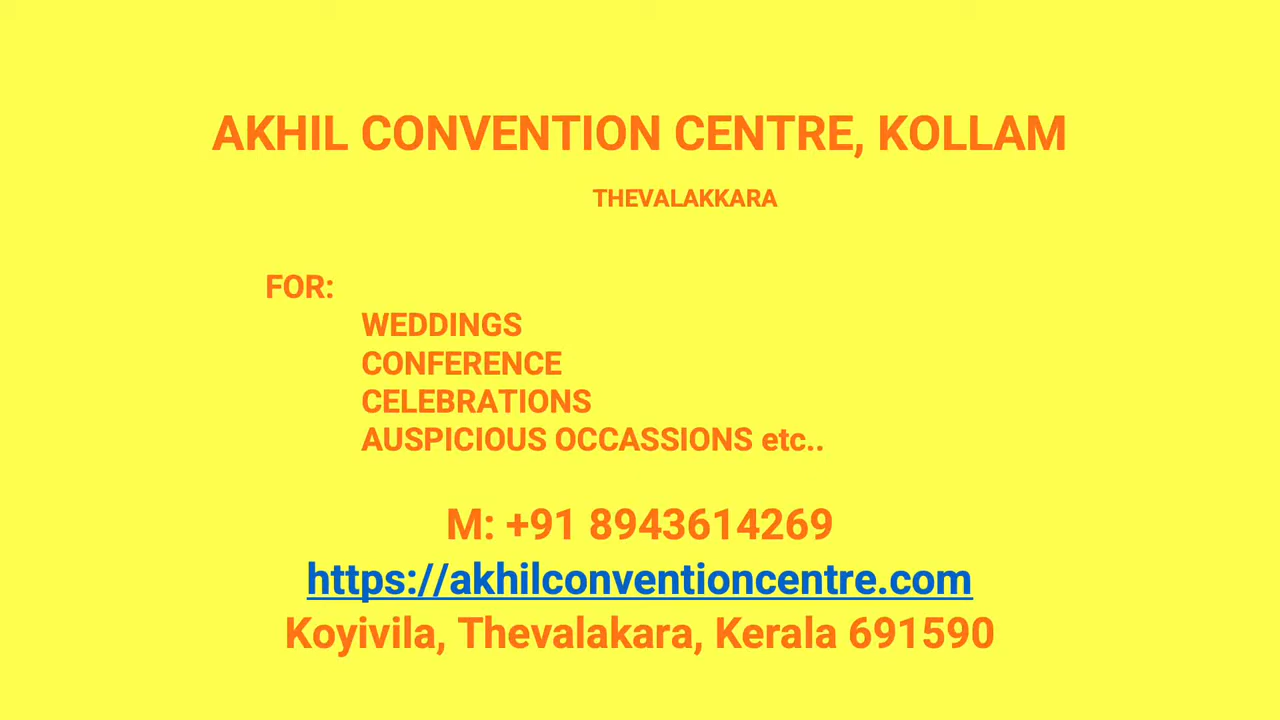 AKHIL CONVENTION CENTRE, KOLLAM
THEVALAKKARA
FOR:
WEDDINGS
CONFERENCE
CELEBRATIONS
AUSPICIOUS OCCASSIONS etc..
M: +91 8943614269
https://akhilconventioncentre.com
Koyivila, Thevalakara, Kerala 691590